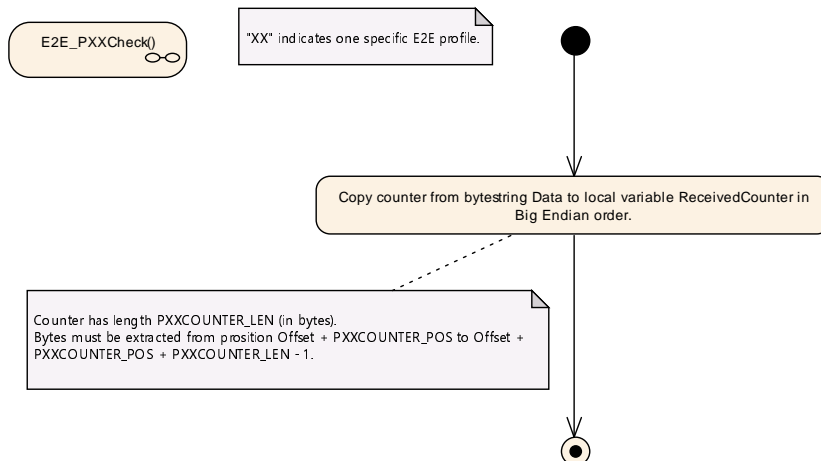 E2E_PXXCheck()
"XX" indicates one specific E2E profile.
Copy counter from bytestring Data to local variable ReceivedCounter in
Big Endian order.
Counter has length PXXCOUNTER_LEN (in bytes).
Bytes must be extracted from prosition Offset + PXXCOUNTER_POS to Offset +
PXXCOUNTER_POS + PXXCOUNTER_LEN - 1.